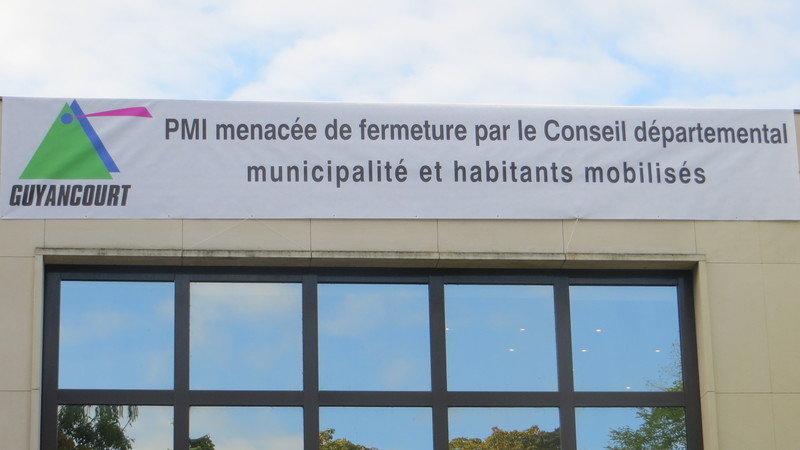 PMI menacée de fermeture par le Conseil départemental
municipalité et habitants mobilisés
GUYANCOURT